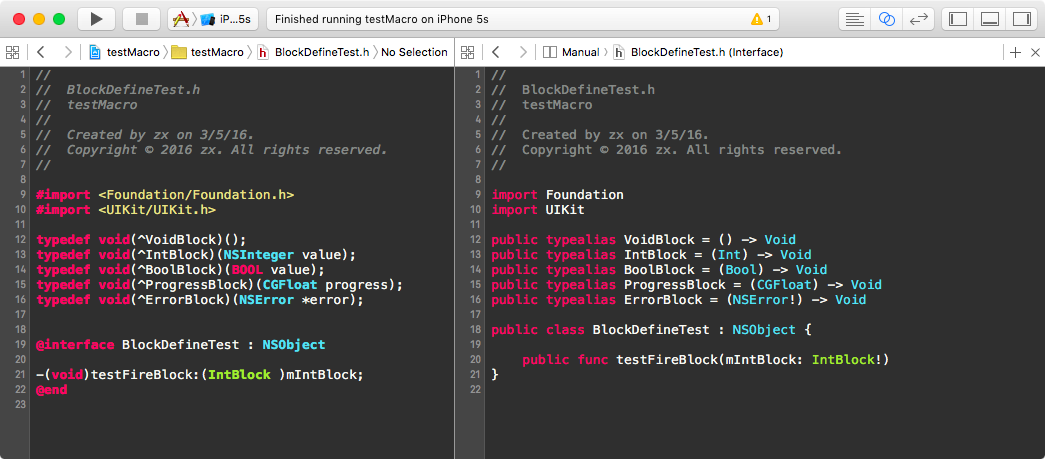 iP...5s
Finished running testMacro on iPhone 5s
1
testMacro
testMacro
BlockDefineTest.h
No Selection
1 //
2 //  BlockDefineTest.h
3 //  testMacro
4 //
5 //  Created by zx on 3/5/16.
6 //  Copyright © 2016 zx. All rights reserved.
7 //
8
9 #import <Foundation/Foundation.h>
10 #import <UIKit/UIKit.h>
11
12 typedef void(^VoidBlock)();
13 typedef void(^IntBlock)(NSInteger value);
14 typedef void(^BoolBlock)(BOOL value);
15 typedef void(^ProgressBlock)(CGFloat progress);
16 typedef void(^ErrorBlock)(NSError *error);
17
18
19 @interface BlockDefineTest : NSObject
20
21 -(void)testFireBlock:(IntBlock )mIntBlock;
22 @end
23
Manual
h BlockDefineTest.h (Interface)
1 //
2 //  BlockDefineTest.h
3 //  testMacro
4 //
5 //  Created by zx on 3/5/16.
6 //  Copyright © 2016 zx. All rights reserved.
7 //
8
9 import Foundation
10 import UIKit
11
12 public typealias VoidBlock = () -> Void
13 public typealias IntBlock = (Int) -> Void
14 public typealias BoolBlock = (Bool) -> Void
15 public typealias ProgressBlock = (CGFloat) -> Void
16 public typealias ErrorBlock = (NSError!) -> Void
17
18 public class BlockDefineTest : NSObject {
19
20     public func testFireBlock(mIntBlock: IntBlock!)
21 }
22